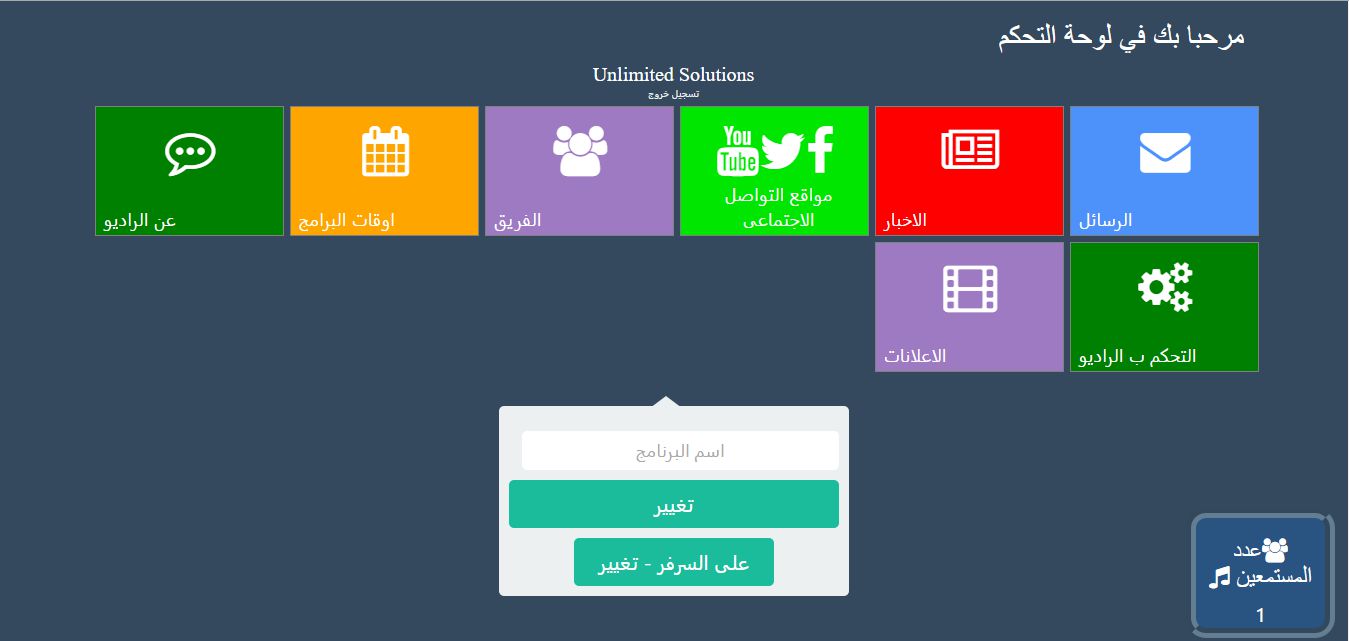 مرحبا بك في لوحة التحكم
Unlimited Solutions
تسجيل خروج
الرسائل
الاخبار
You
Tube
مواقع التواصل
الاجتماعى
الفريق
اوقات البرامج
عن الراديو
التحكم ب الراديو
الاعلانات
اسم البرنامج
تغيير
على السرفر - تغيير
عدد
المستمعين
1